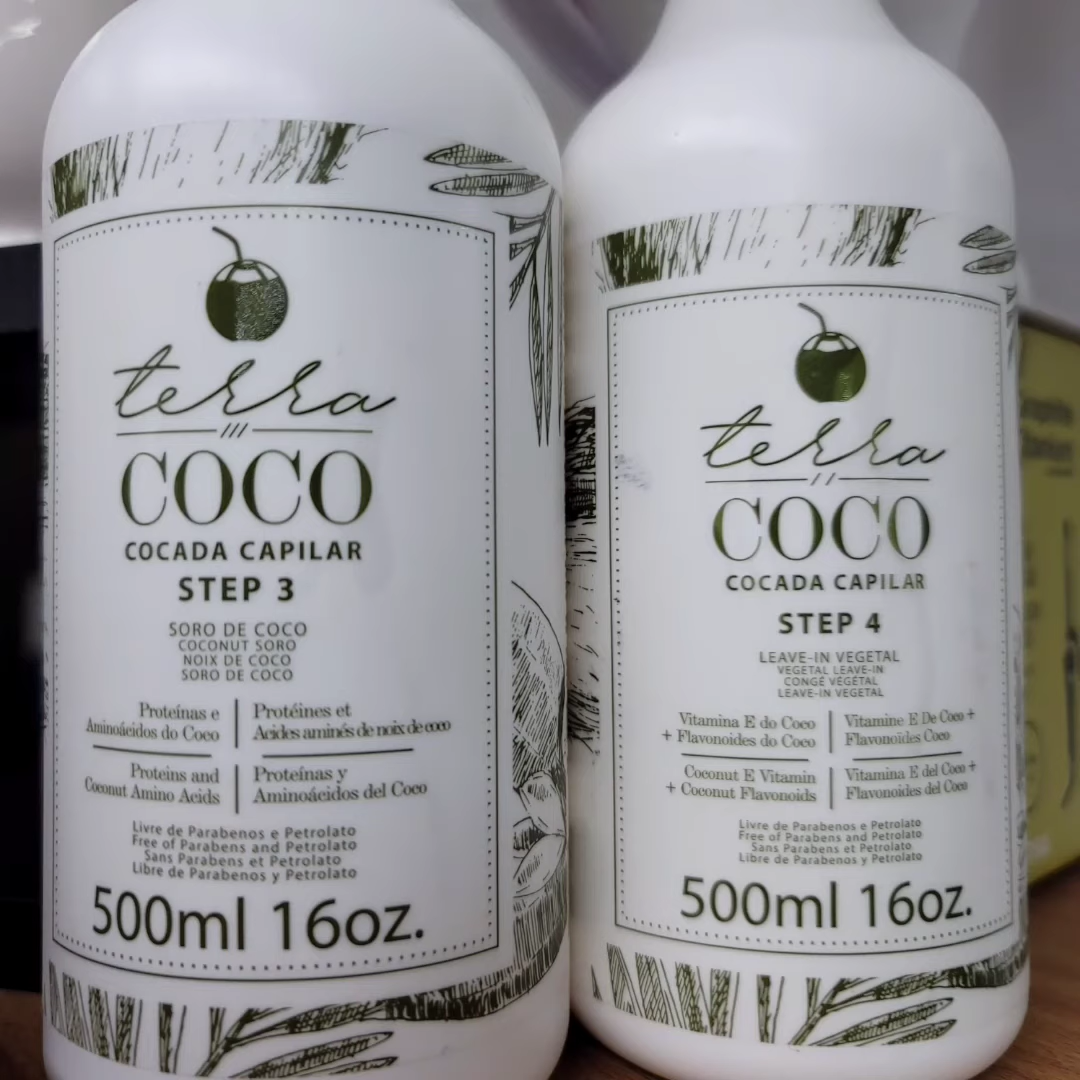 terra
COCO
COCADA CAPILAR
STEP 3
SORO DE COCO
COCONUT SORO
NOIX DE COCO
SORO DE COCO
Proteínas e
Aminoácidos do Coco
Protéines et
Acides aminés de noix de coco
Proteins and
Coconut Amino Acids
Proteínas y
Aminoácidos del Coco
Livre de Parabenos e Petrolato
Free of Parabens and Petrolato
Sans Parabens et Petrolato
Libre de Parabenos y Petrolato
500ml 16oz.
terra
COCO
COCADA CAPILAR
STEP 4
LEAVE-IN VEGETAL
VEGETAL LEAVE-IN
CONGÉ VÉGÉTAL
LEAVE-IN VEGETAL
Vitamina E do Coco
+ Flavonoides do Coco
Vitamine E De Coco +
Flavonoïdes Coco
Coconut E Vitamin
+ Coconut Flavonoids
Vitamina E del Coco +
Flavonoides del Coco
Livre de Parabenos e Petrolato
Free of Parabens and Petrolato
Sans Parabens et Petrolato
Libre de Parabenos y Petrolato
500ml 16oz.